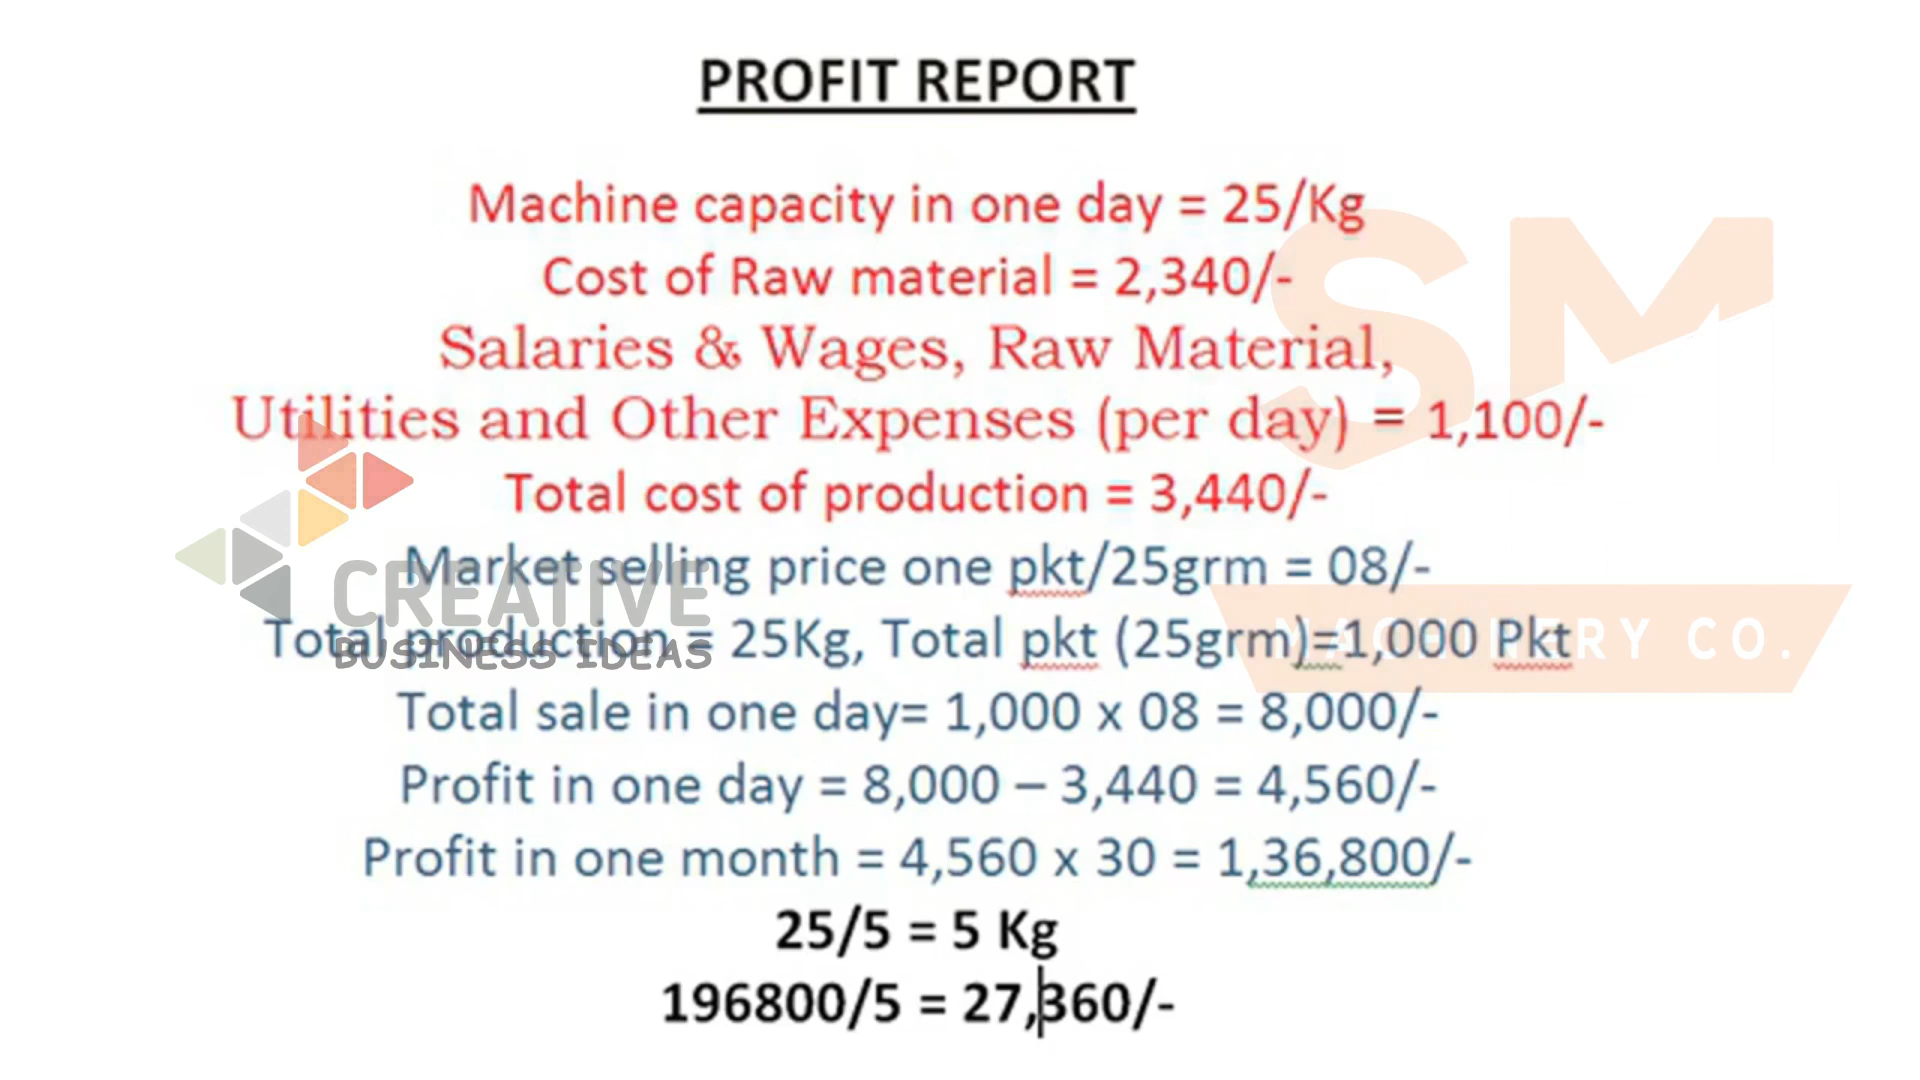 PROFIT REPORT
Machine capacity in one day = 25/Kg
Cost of Raw material = 2,340/-
Salaries & Wages, Raw Material,
Utilities and Other Expenses (per day) = 1,100/-
Total cost of production = 3,440/-
Market selling price one pkt/25grm = 08/-
Total production = 25Kg, Total pkt (25grm)=1,000 Pkt
Total sale in one day= 1,000 x 08 = 8,000/-
Profit in one day = 8,000 – 3,440 = 4,560/-
Profit in one month = 4,560 x 30 = 1,36,800/-
25/5 = 5 Kg
196800/5 = 27,360/-
CREATIVE
BUSINESS IDEAS
SM
MACHINERY CO.